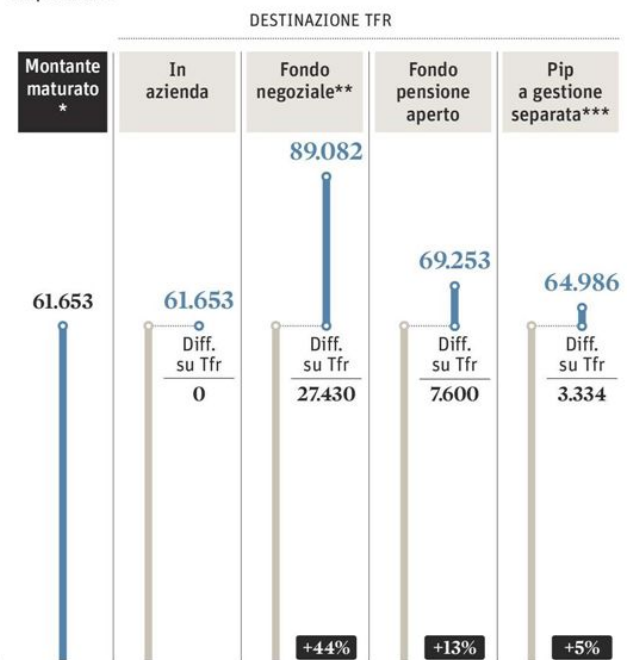 DESTINAZIONE TFR
Montante
maturato
*
In
azienda
Fondo
negoziale**
Fondo
pensione
aperto
Pip
a gestione
separata***
89.082
69.253
64.986
61.653
61.653
Diff.
su Tfr
0
Diff.
su Tfr
27.430
Diff.
su Tfr
7.600
Diff.
su Tfr
3.334
+44%
+13%
+5%